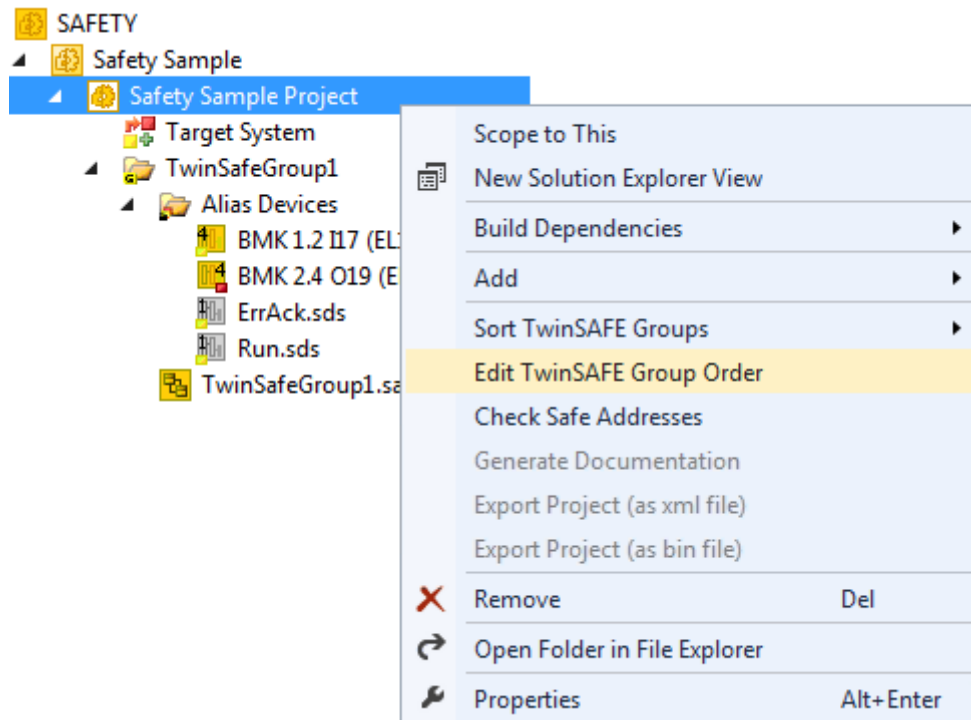 SAFETY
Safety Sample
Safety Sample Project
Target System
TwinSafeGroup1
Alias Devices
BMK 1.2 I17 (EL
BMK 2.4 O19 (E
ErrAck.sds
Run.sds
TwinSafeGroup1.sa
Scope to This
New Solution Explorer View
Build Dependencies
Add
Sort TwinSAFE Groups
Edit TwinSAFE Group Order
Check Safe Addresses
Generate Documentation
Export Project (as xml file)
Export Project (as bin file)
Remove Del
Open Folder in File Explorer
Properties Alt+Enter